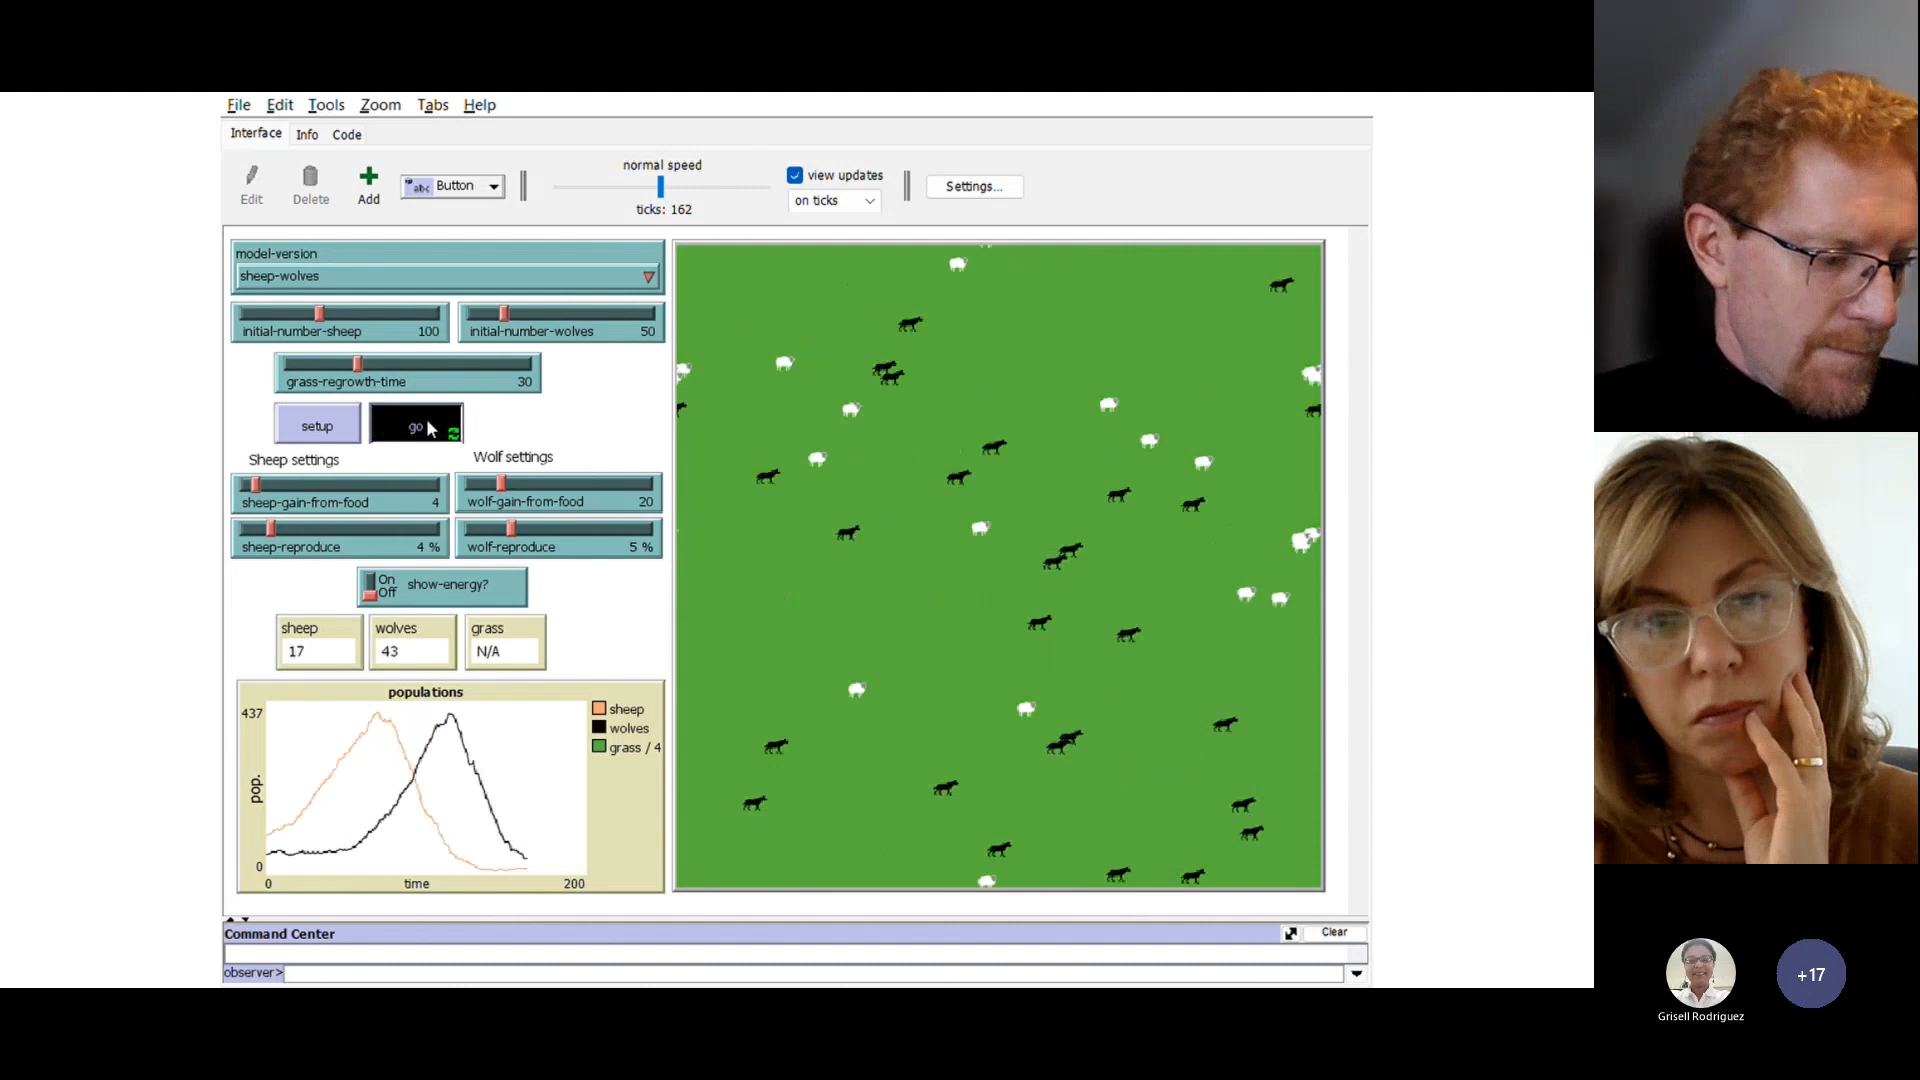 File Edit Tools Zoom Tabs Help
Interface Info Code
normal speed
view updates
abc Button
Settings...
Edit Delete Add
on ticks
ticks: 162
model-version
sheep-wolves
initial-number-sheep 100
initial-number-wolves 50
grass-regrowth-time 30
setup
go
Sheep settings
Wolf settings
sheep-gain-from-food 4
wolf-gain-from-food 20
sheep-reproduce 4 %
wolf-reproduce 5 %
On
Off
show-energy?
sheep
17
wolves
43
grass
N/A
populations
437
pop.
0
0 time 200
sheep
wolves
grass / 4
Command Center
Clear
observer>
+17
Grisell Rodriguez